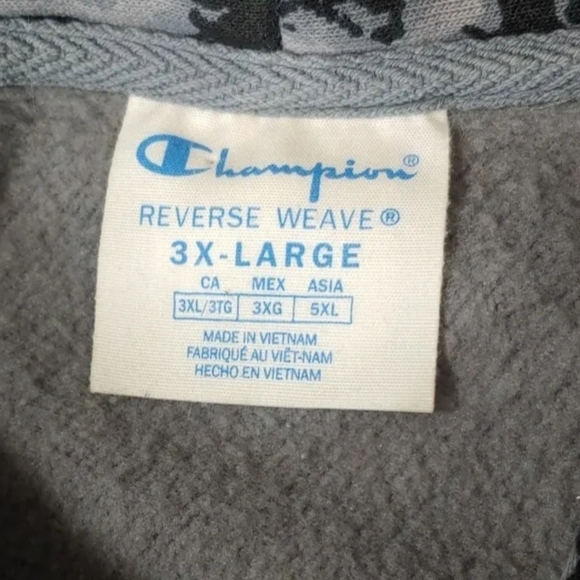 Champion®
REVERSE WEAVE®
3X-LARGE
CA MEX ASIA
3XL/3TG 3XG 5XL
MADE IN VIETNAM
FABRIQUÉ AU VIÊT-NAM
HECHO EN VIETNAM